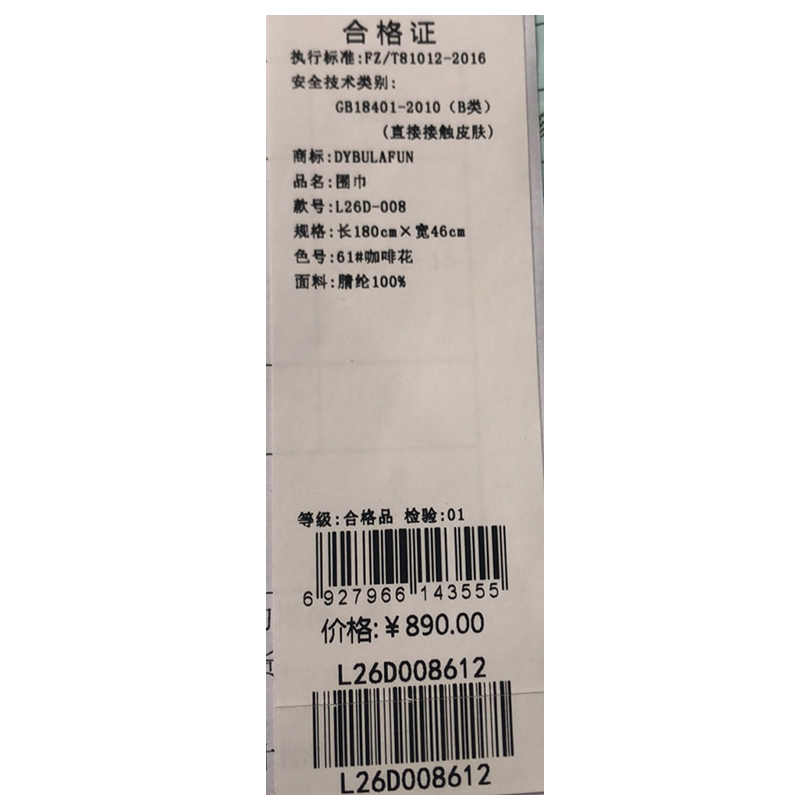 合格证
执行标准:FZ/T81012-2016
安全技术类别:
GB18401-2010（B类）
(直接接触皮肤)
商标:DYBULAFUN
品名:围巾
款号:L26D-008
规格:长180cm×宽46cm
色号:61#咖啡花
面料:腈纶100%
等级:合格品 检验:01
6 927966 143555
价格:￥890.00
L26D008612
L26D008612